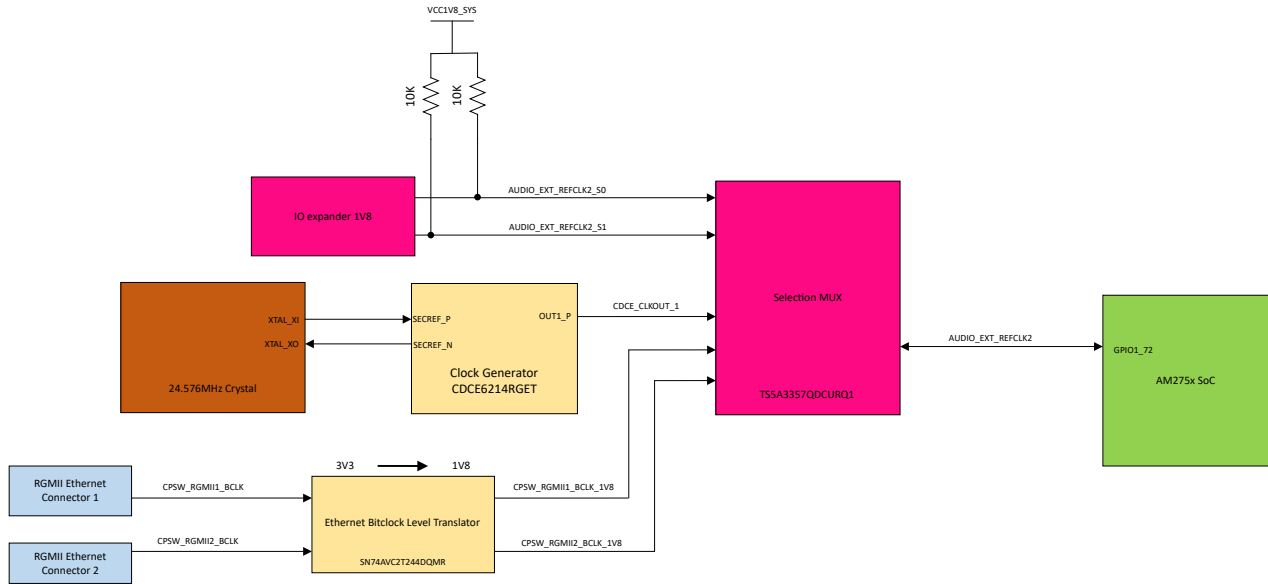 VCC1V8_SYS
10K
10K
AUDIO_EXT_REFCLK2_S0
IO expander 1V8
AUDIO_EXT_REFCLK2_S1
Selection MUX
TS5A3357QDCURQ1
XTAL_XI
XTAL_XO
24.576MHz Crystal
SECREF_P
OUT1_P
SECREF_N
Clock Generator
CDCE6214RGET
CDCE_CLKOUT_1
AUDIO_EXT_REFCLK2
GPIO1_72
AM275x SoC
3V3
1V8
RGMII Ethernet
Connector 1
CPSW_RGMII1_BCLK
CPSW_RGMII1_BCLK_1V8
Ethernet Bitclock Level Translator
SN74AVC2T244DQMR
RGMII Ethernet
Connector 2
CPSW_RGMII2_BCLK
CPSW_RGMII2_BCLK_1V8